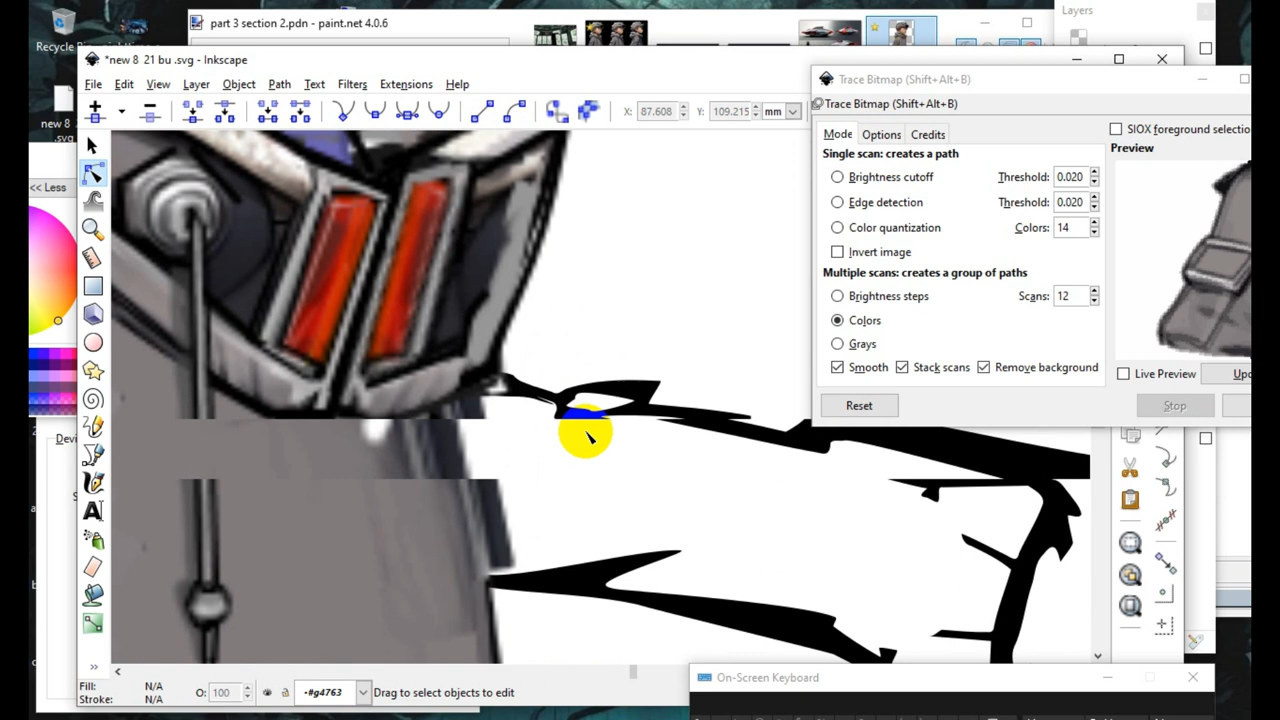 part 3 section 2.pdn - paint.net 4.0.6
Layers
Recycle
*new 8 21 bu .svg - Inkscape
File Edit View Layer Object Path Text Filters Extensions Help
Trace Bitmap (Shift+Alt+B)
Trace Bitmap (Shift+Alt+B)
X: 87.608 Y: 109.215 mm
new 8
.svg
<< Less
Mode Options Credits
SIOX foreground selectio
Preview
Single scan: creates a path
Brightness cutoff Threshold: 0.020
Edge detection Threshold: 0.020
Color quantization Colors: 14
Invert image
Multiple scans: creates a group of paths
Brightness steps Scans: 12
Colors
Grays
Smooth Stack scans Remove background
Live Preview
Reset
Stop
Devi
Fill: N/A
Stroke: N/A
O: 100
-#g4763
Drag to select objects to edit
On-Screen Keyboard